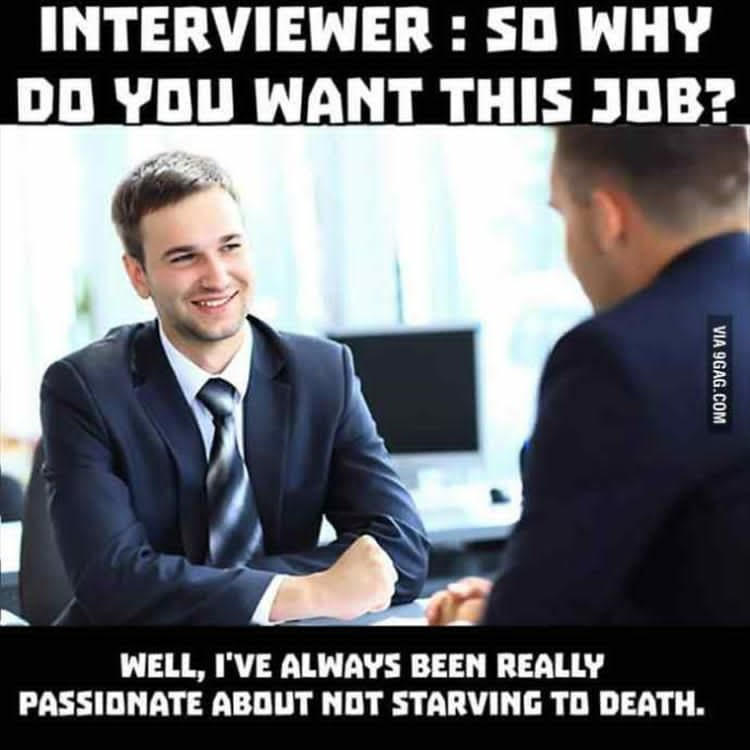 INTERVIEWER : SO WHY
DO YOU WANT THIS JOB?
VIA 9GAG.COM
WELL, I'VE ALWAYS BEEN REALLY
PASSIONATE ABOUT NOT STARVING TO DEATH.